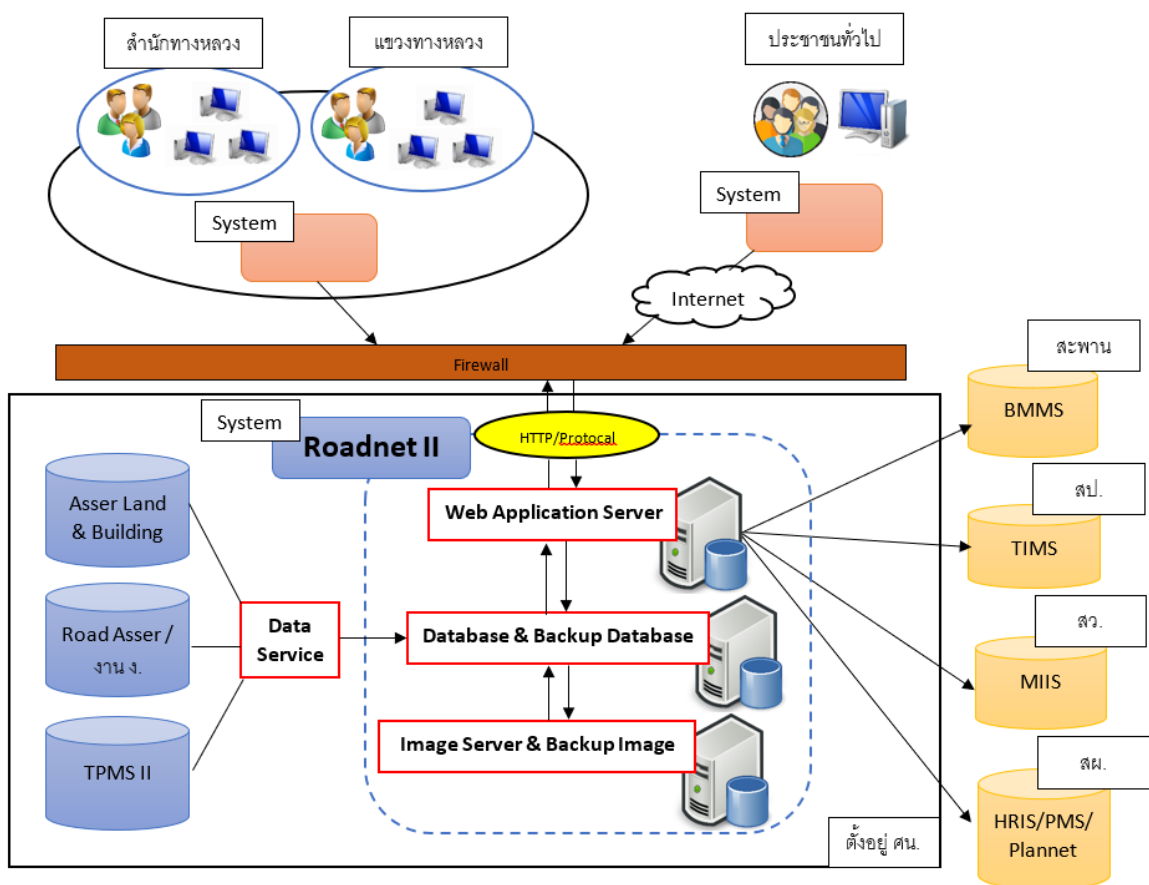 สำนักทางหลวง
แขวงทางหลวง
ประชาชนทั่วไป
System
System
Internet
Firewall
สะพาน
BMMS
System
Roadnet II
HTTP/Protocal
Asser Land
& Building
Web Application Server
สป.
TIMS
Road Asser /
งาน ง.
Data
Service
Database & Backup Database
สว.
MIIS
TPMS II
Image Server & Backup Image
สผ.
HRIS/PMS/
Plannet
ตั้งอยู่ ศน.